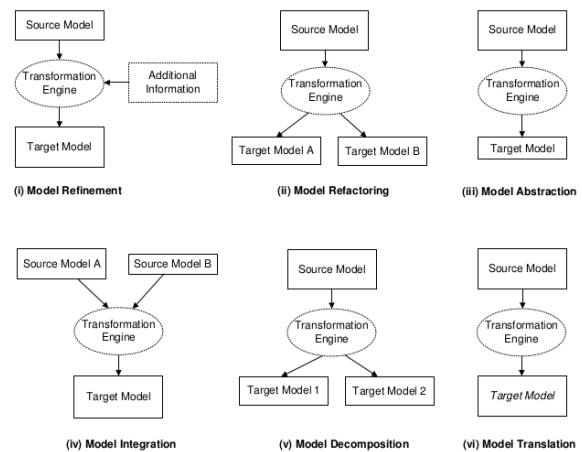 Source Model
Transformation
Engine
Additional
Information
Target Model
(i) Model Refinement
Source Model
Transformation
Engine
Target Model A
Target Model B
(ii) Model Refactoring
Source Model
Transformation
Engine
Target Model
(iii) Model Abstraction
Source Model A
Source Model B
Transformation
Engine
Target Model
(iv) Model Integration
Source Model
Transformation
Engine
Target Model 1
Target Model 2
(v) Model Decomposition
Source Model
Transformation
Engine
Target Model
(vi) Model Translation